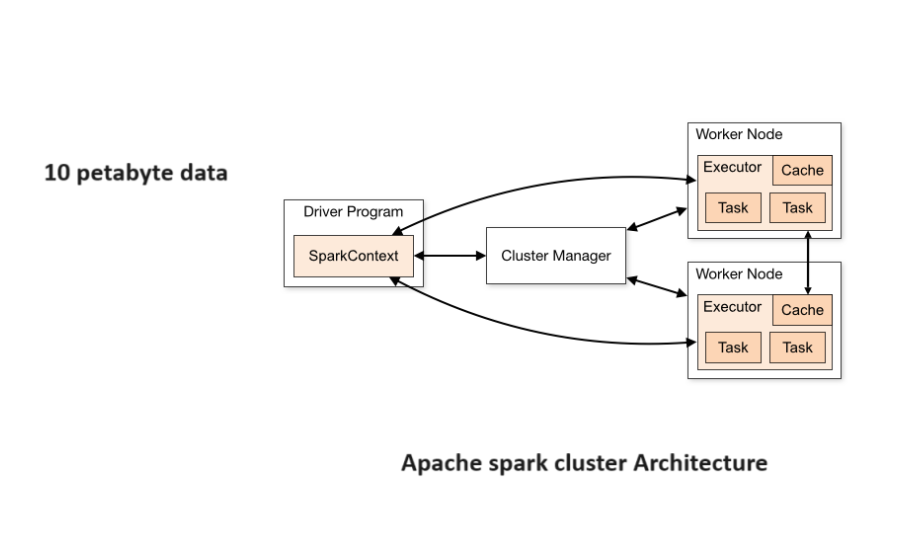 10 petabyte data
Driver Program
SparkContext
Cluster Manager
Worker Node
Executor
Cache
Task
Task
Worker Node
Executor
Cache
Task
Task
Apache spark cluster Architecture